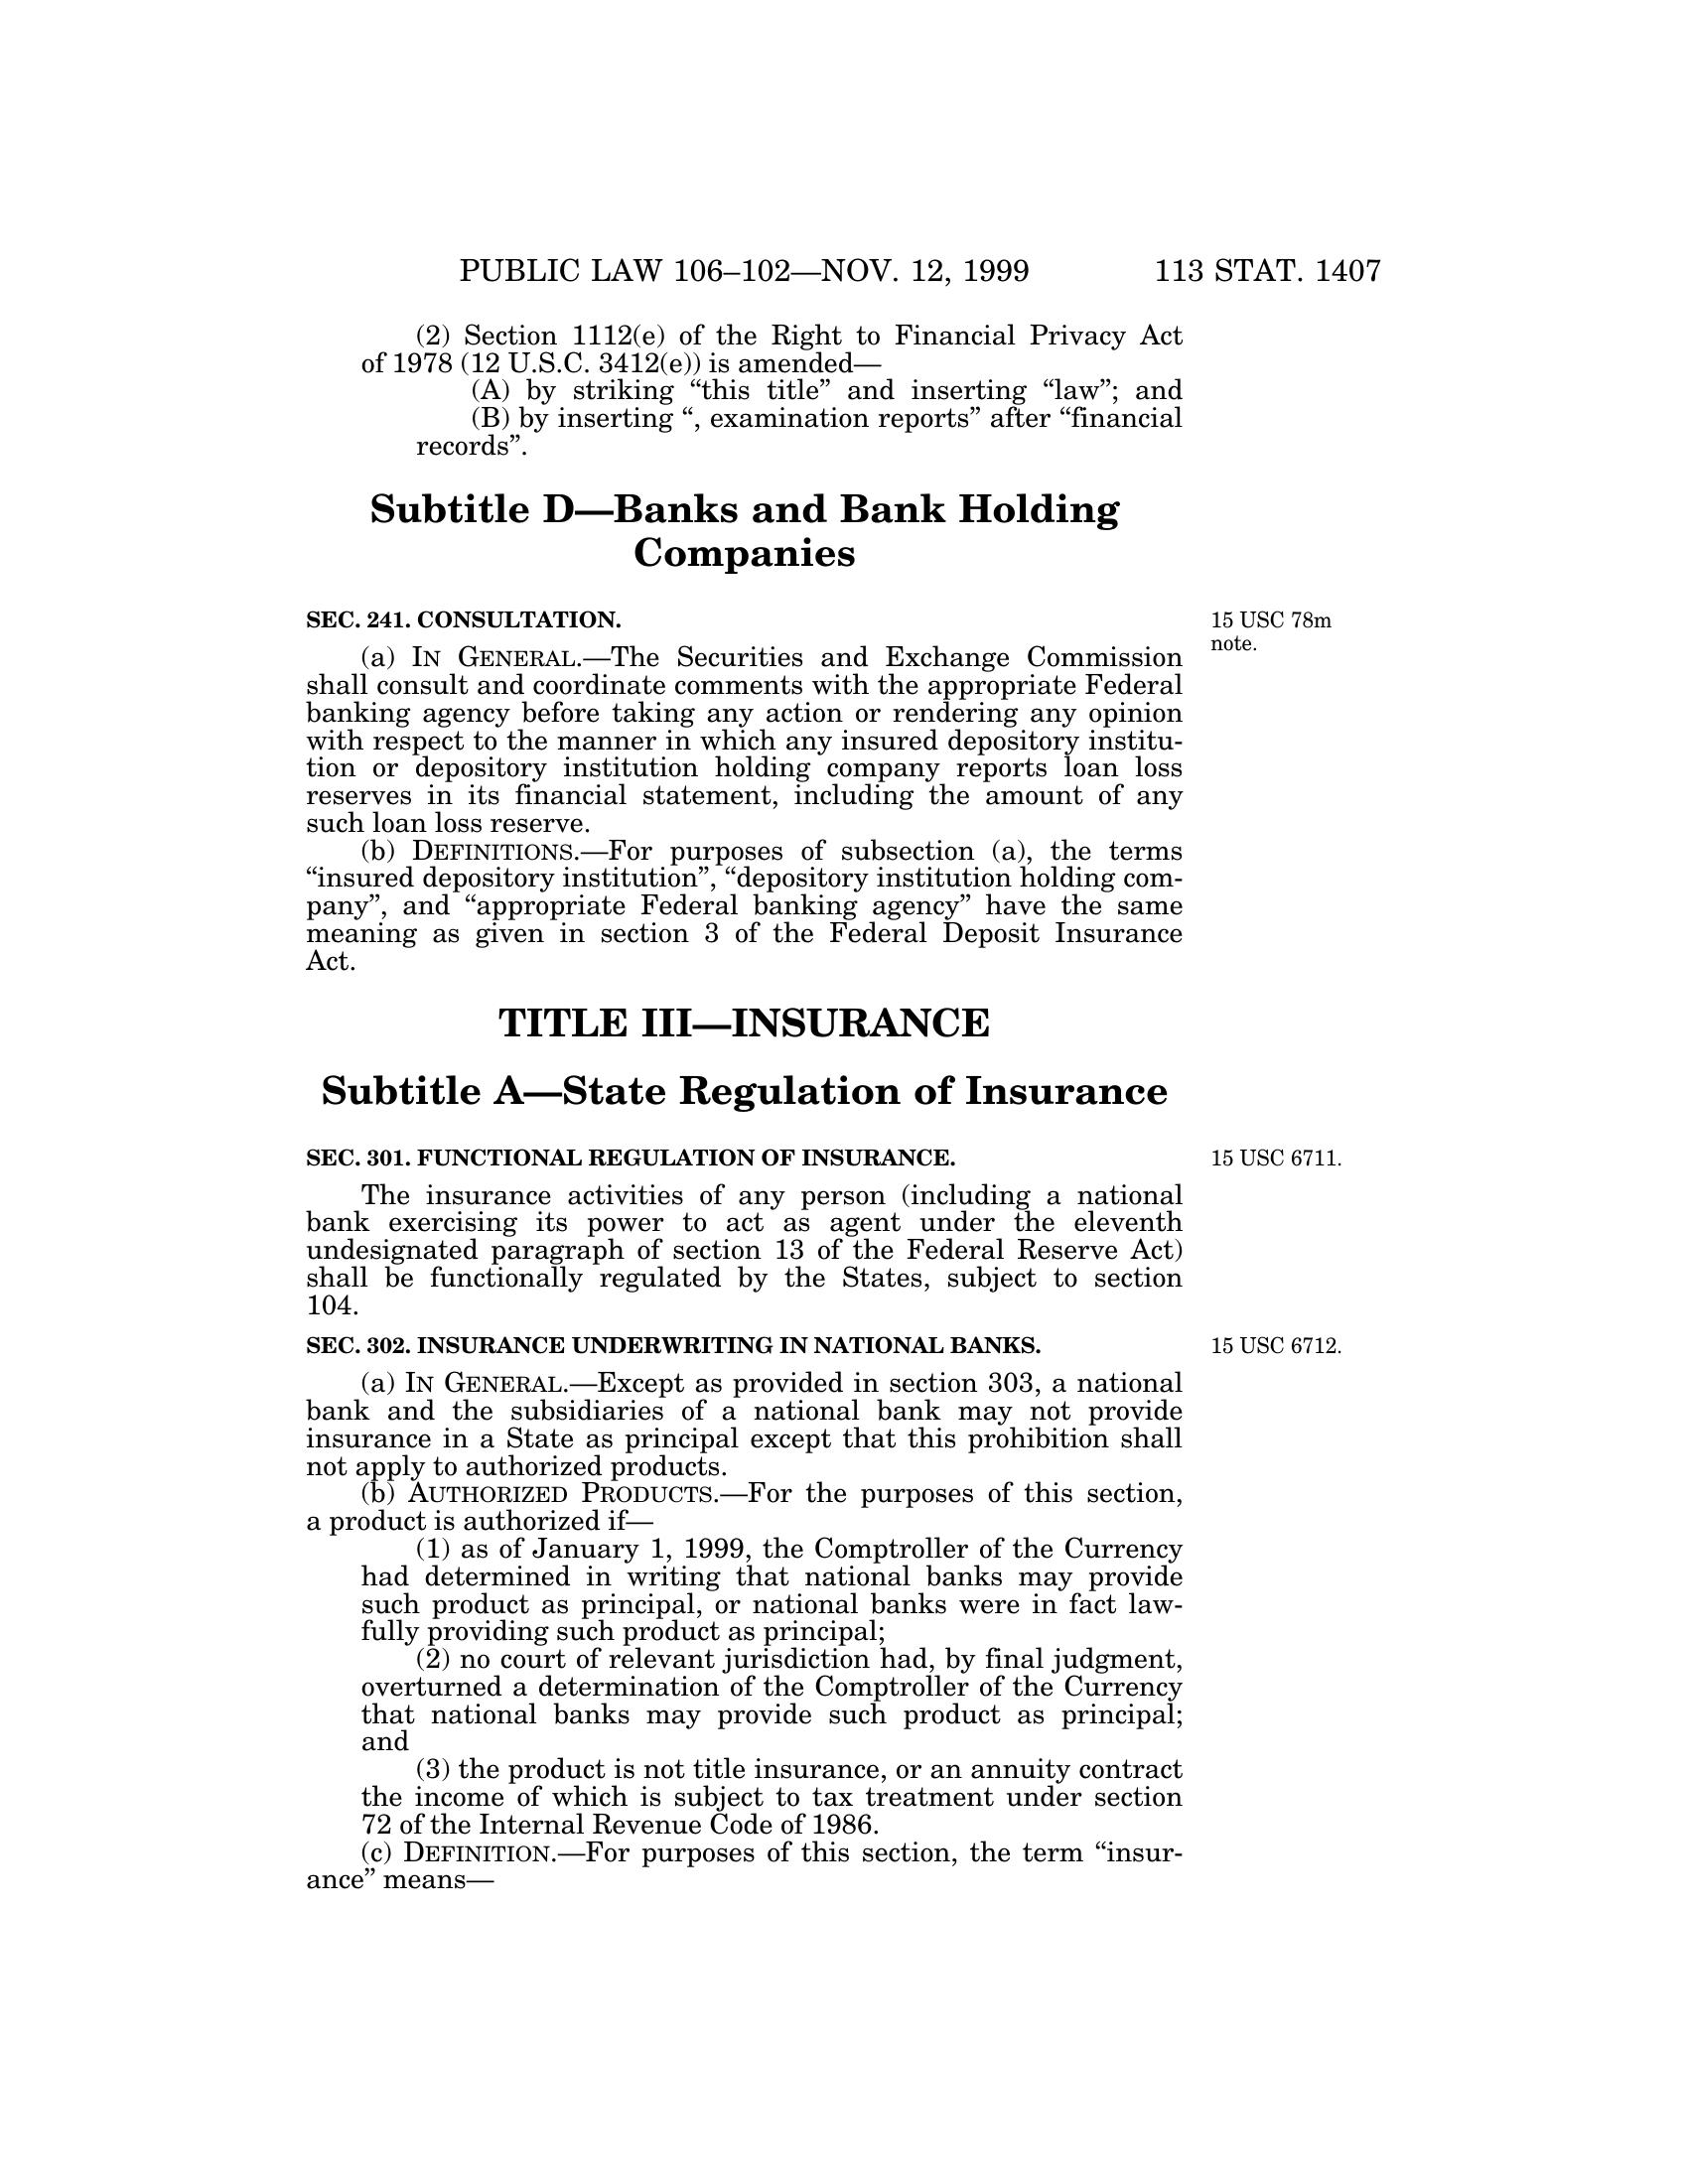 PUBLIC LAW 106–102—NOV. 12, 1999 113 STAT. 1407
(2) Section 1112(e) of the Right to Financial Privacy Act
of 1978 (12 U.S.C. 3412(e)) is amended—
(A) by striking “this title” and inserting “law”; and
(B) by inserting “, examination reports” after “financial
records”.
Subtitle D—Banks and Bank Holding
Companies
SEC. 241. CONSULTATION.
15 USC 78m
note.
(a) IN GENERAL.—The Securities and Exchange Commission
shall consult and coordinate comments with the appropriate Federal
banking agency before taking any action or rendering any opinion
with respect to the manner in which any insured depository institu-
tion or depository institution holding company reports loan loss
reserves in its financial statement, including the amount of any
such loan loss reserve.
(b) DEFINITIONS.—For purposes of subsection (a), the terms
“insured depository institution”, “depository institution holding com-
pany”, and “appropriate Federal banking agency” have the same
meaning as given in section 3 of the Federal Deposit Insurance
Act.
TITLE III—INSURANCE
Subtitle A—State Regulation of Insurance
SEC. 301. FUNCTIONAL REGULATION OF INSURANCE.
15 USC 6711.
The insurance activities of any person (including a national
bank exercising its power to act as agent under the eleventh
undesignated paragraph of section 13 of the Federal Reserve Act)
shall be functionally regulated by the States, subject to section
104.
SEC. 302. INSURANCE UNDERWRITING IN NATIONAL BANKS.
15 USC 6712.
(a) IN GENERAL.—Except as provided in section 303, a national
bank and the subsidiaries of a national bank may not provide
insurance in a State as principal except that this prohibition shall
not apply to authorized products.
(b) AUTHORIZED PRODUCTS.—For the purposes of this section,
a product is authorized if—
(1) as of January 1, 1999, the Comptroller of the Currency
had determined in writing that national banks may provide
such product as principal, or national banks were in fact law-
fully providing such product as principal;
(2) no court of relevant jurisdiction had, by final judgment,
overturned a determination of the Comptroller of the Currency
that national banks may provide such product as principal;
and
(3) the product is not title insurance, or an annuity contract
the income of which is subject to tax treatment under section
72 of the Internal Revenue Code of 1986.
(c) DEFINITION.—For purposes of this section, the term “insur-
ance” means—